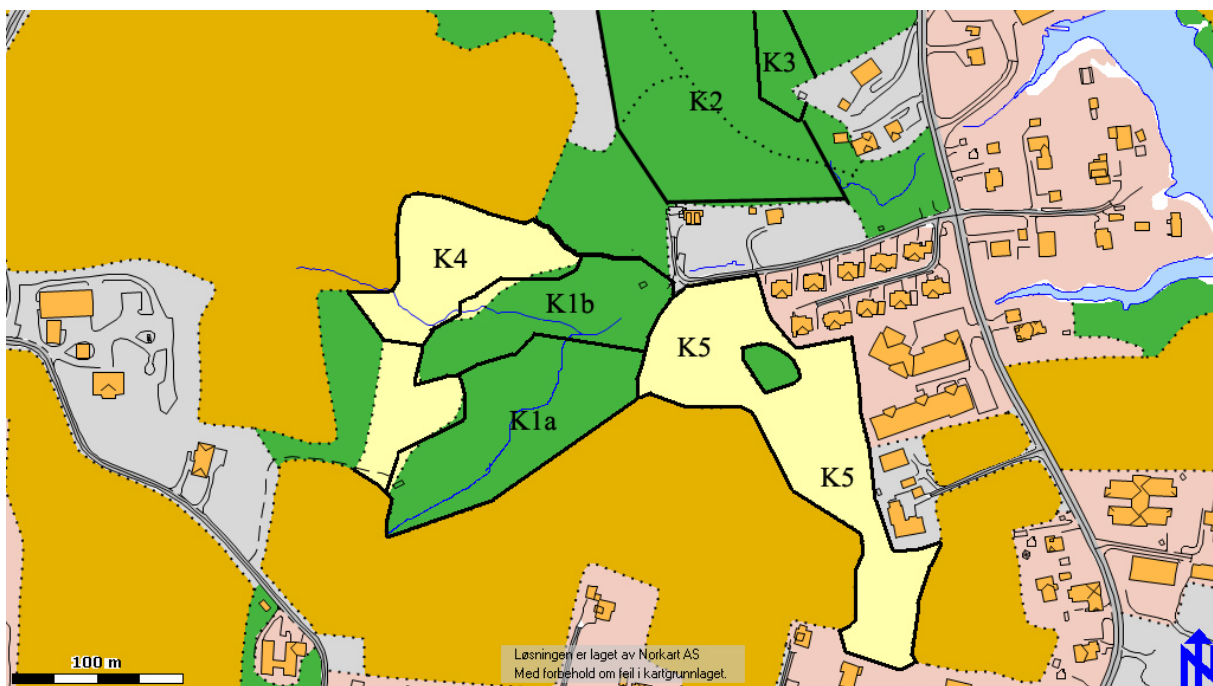 K3
K2
K4
K1b
K5
K1a
K5
100 m
Løsningen er laget av Norkart AS
Med forbehold om feil i kartgrunnlaget.
N